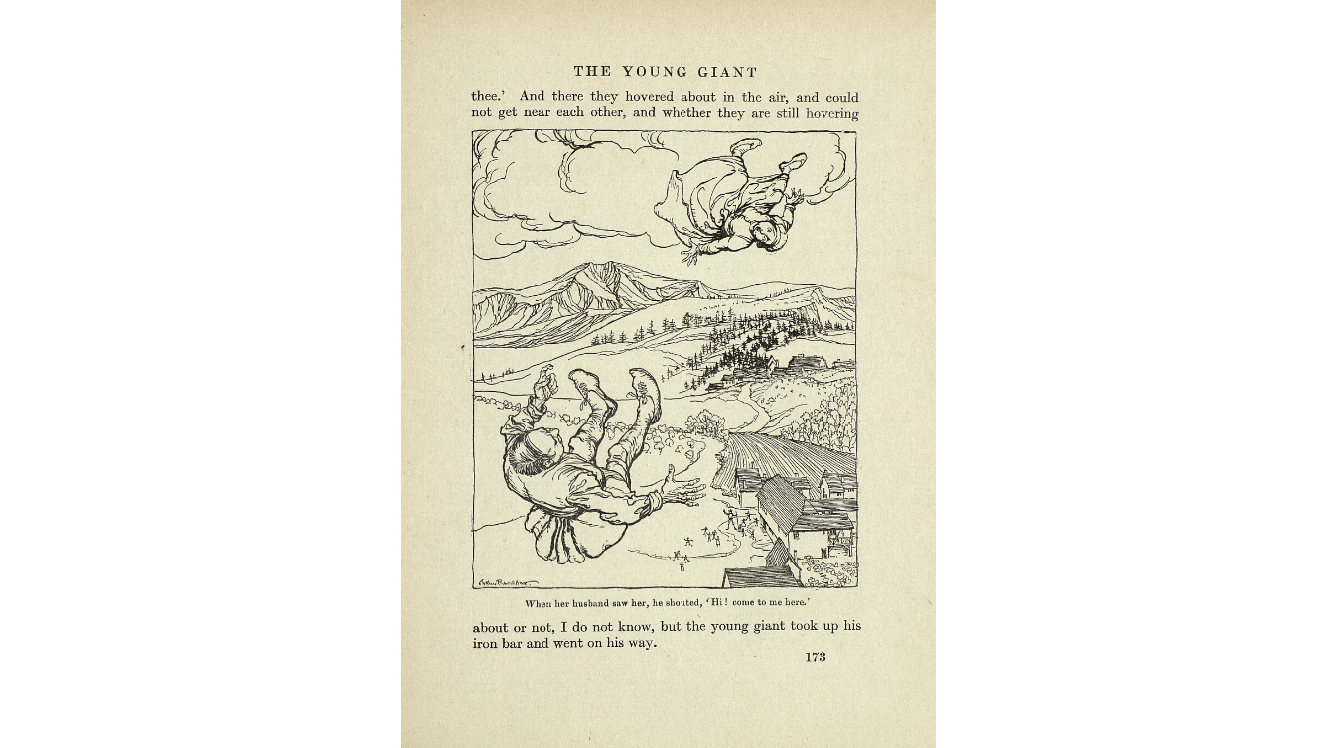 THE YOUNG GIANT
thee.' And there they hovered about in the air, and could
not get near each other, and whether they are still hovering
Arthur Rackham
When her husband saw her, he shouted, 'Hi! come to me here.'
about or not, I do not know, but the young giant took up his
iron bar and went on his way.
173